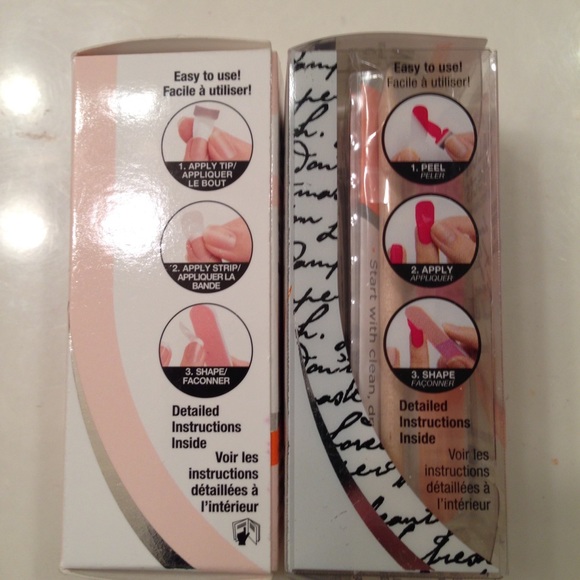 Easy to use!
Facile à utiliser!
1. APPLY TIP/
APPLIQUER
LE BOUT
2. APPLY STRIP/
APPLIQUER LA
BANDE
3. SHAPE/
FACONNER
Detailed
Instructions
Inside
Voir les
instructions
détaillées à
l'intérieur
Easy to use!
Facile à utiliser!
1. PEEL
PELER
2. APPLY
APPLIQUER
3. SHAPE
FAÇONNER
Detailed
Instructions
Inside
Voir les
instructions
détaillées à
l'intérieur
Start with clean, d